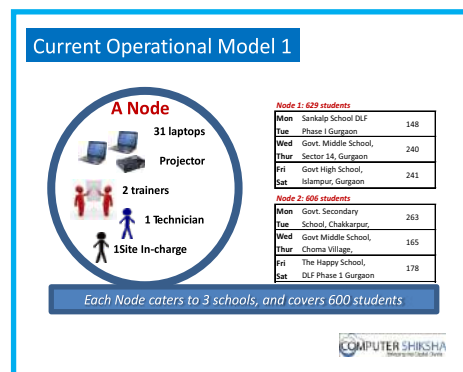 Current Operational Model 1
A Node
31 laptops
Projector
2 trainers
1 Technician
1Site In-charge
Node 1: 629 students
Mon Sankalp School DLF
Tue Phase I Gurgaon 148
Wed Govt. Middle School,
Thur Sector 14, Gurgaon 240
Fri Govt High School,
Sat Islampur, Gurgaon 241
Node 2: 606 students
Mon Govt. Secondary
Tue School, Chakkarpur, 263
Wed Govt Middle School,
Thur Choma Village, 165
Fri The Happy School,
Sat DLF Phase 1 Gurgaon 178
Each Node caters to 3 schools, and covers 600 students
COMPUTER SHIKSHA